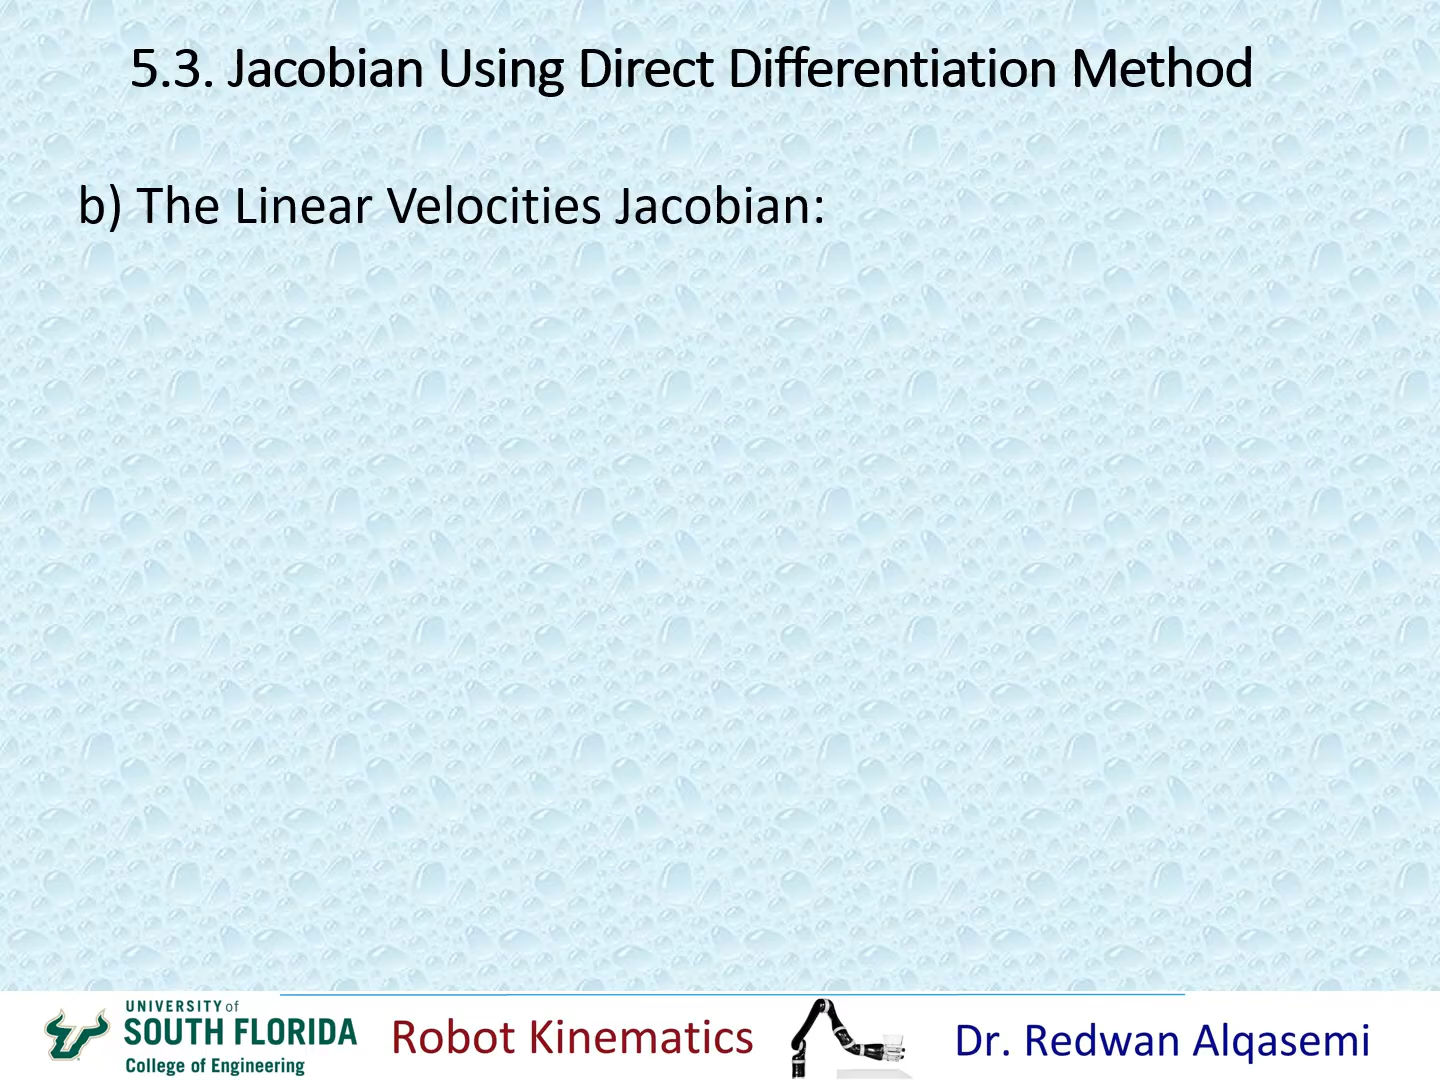 5.3. Jacobian Using Direct Differentiation Method
b) The Linear Velocities Jacobian:
UNIVERSITY of
SOUTH FLORIDA
College of Engineering
Robot Kinematics
Dr. Redwan Alqasemi